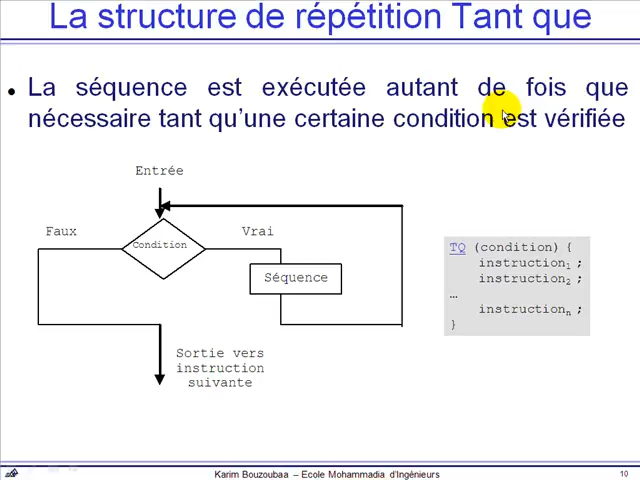 La structure de répétition Tant que
• La séquence est exécutée autant de fois que
nécessaire tant qu'une certaine condition est vérifiée
Entrée
Faux
Condition
Vrai
Séquence
Sortie vers
instruction
suivante
TQ (condition) {
instruction1 ;
instruction2 ;
…
instructionn ;
}
Karim Bouzoubaa – Ecole Mohammadia d'Ingénieurs
10